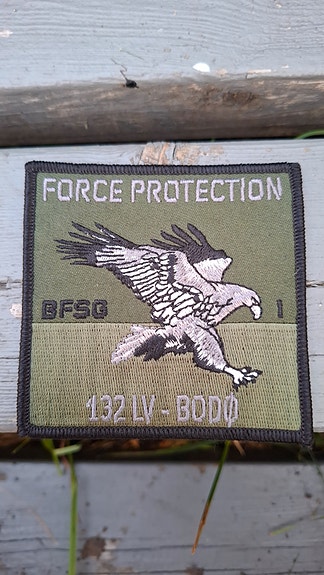 FORCE PROTECTION
BFSG 1
132 LV - BODØ